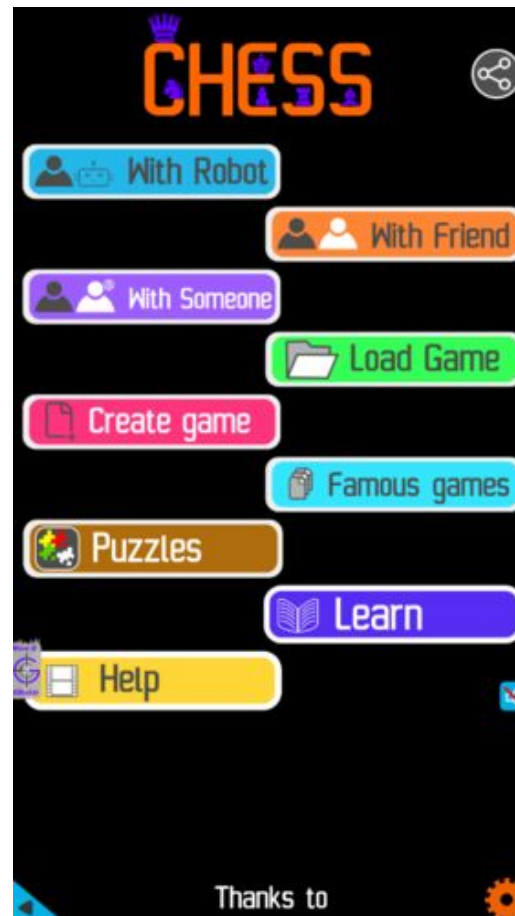 CHESS
With Robot
With Friend
With Someone
Load Game
Create game
Famous games
Puzzles
Learn
Help
Thanks to